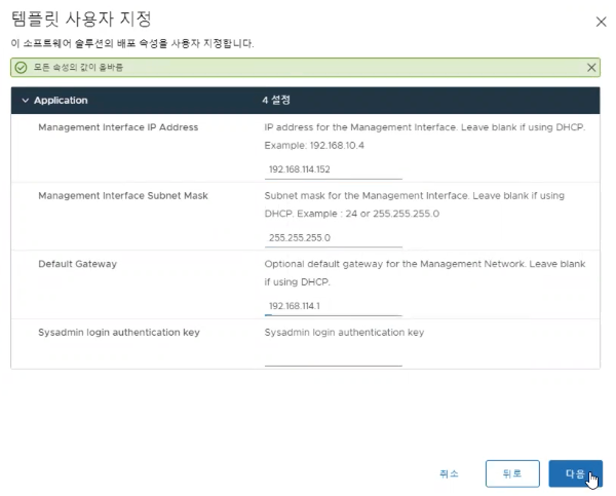 템플릿 사용자 지정
이 소프트웨어 솔루션의 배포 속성을 사용자 지정합니다.
모든 속성의 값이 올바름
Application 4 설정
Management Interface IP Address IP address for the Management Interface. Leave blank if using DHCP.
Example: 192.168.10.4
192.168.114.152
Management Interface Subnet Mask Subnet mask for the Management Interface. Leave blank if using
DHCP. Example : 24 or 255.255.255.0
255.255.255.0
Default Gateway Optional default gateway for the Management Network. Leave blank
if using DHCP.
192.168.114.1
Sysadmin login authentication key Sysadmin login authentication key
취소 뒤로 다음